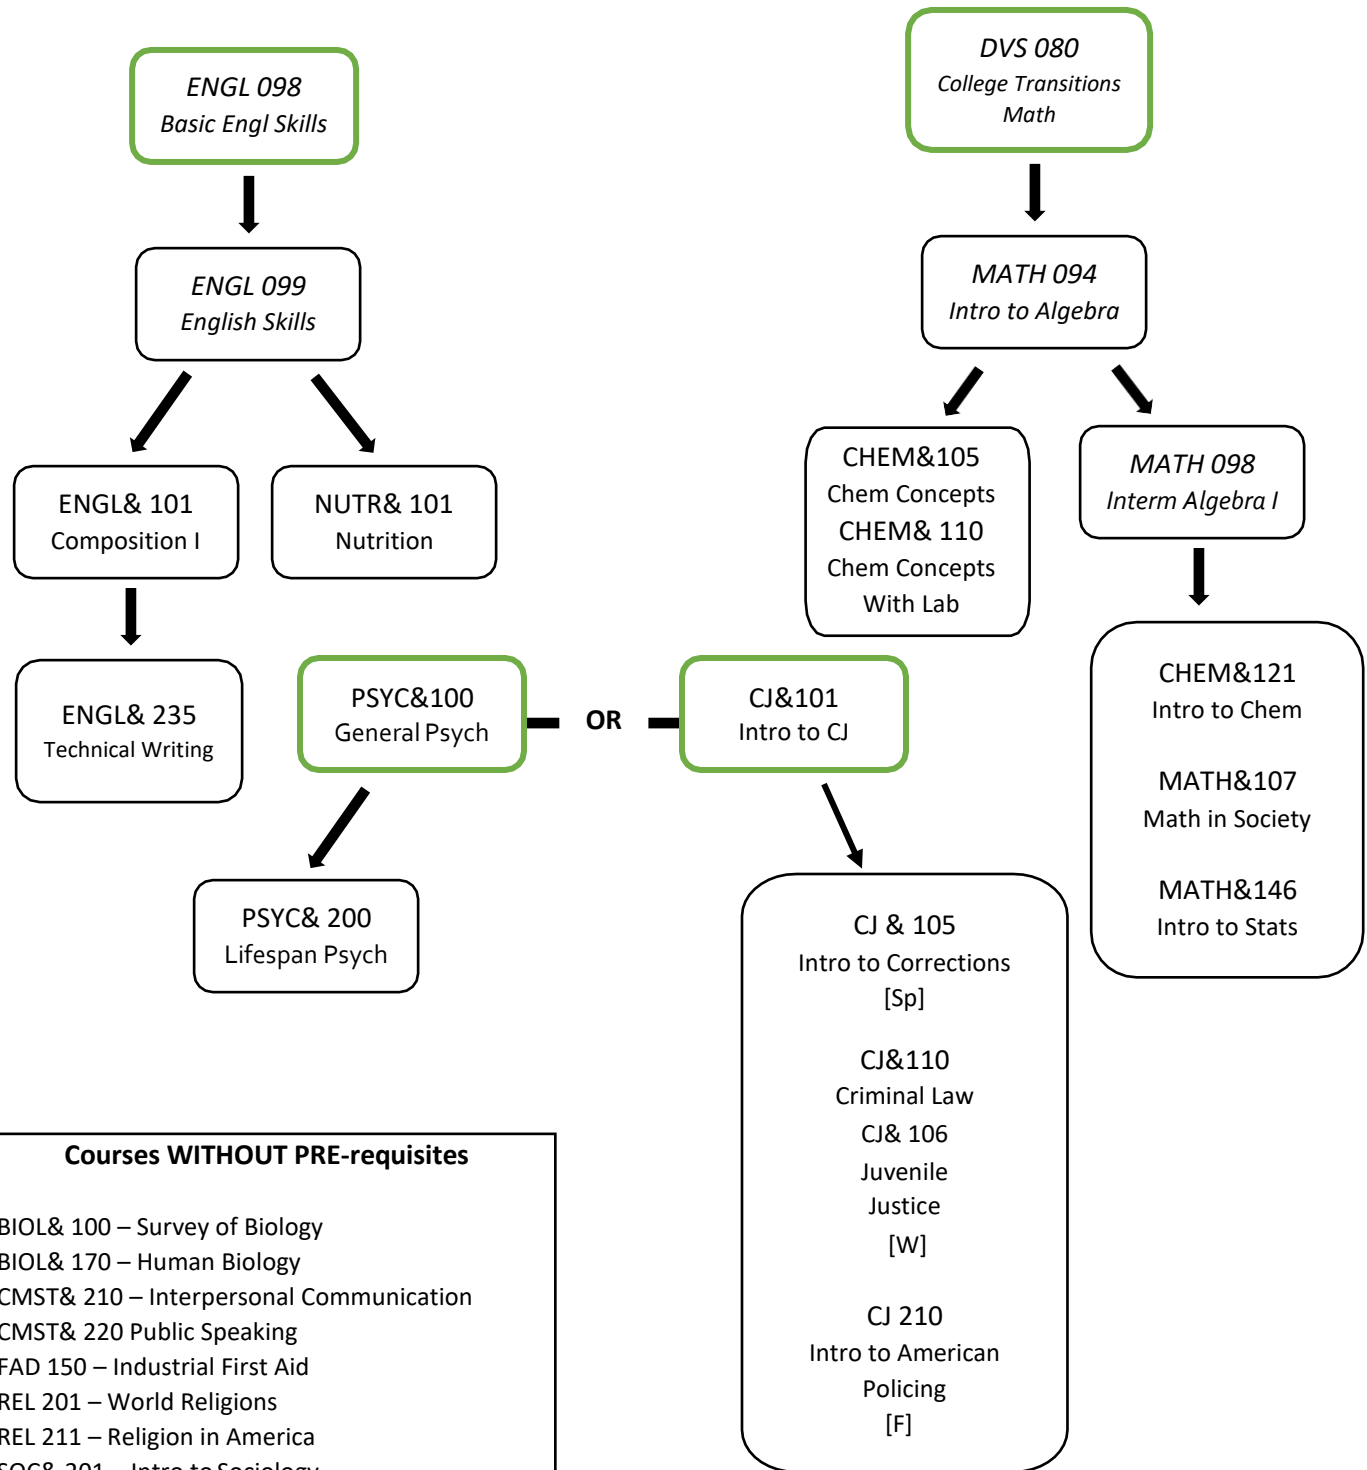 ENGL 098
Basic Engl Skills
DVS 080
College Transitions
Math
ENGL 099
English Skills
MATH 094
Intro to Algebra
ENGL& 101
Composition I
NUTR& 101
Nutrition
CHEM&105
Chem Concepts
CHEM& 110
Chem Concepts
With Lab
MATH 098
Interm Algebra I
ENGL& 235
Technical Writing
PSYC&100
General Psych
OR
CJ&101
Intro to CJ
CHEM&121
Intro to Chem
MATH&107
Math in Society
MATH&146
Intro to Stats
PSYC& 200
Lifespan Psych
CJ & 105
Intro to Corrections
[Sp]
CJ&110
Criminal Law
CJ& 106
Juvenile
Justice
[W]
CJ 210
Intro to American
Policing
[F]
Courses WITHOUT PRE-requisites
BIOL& 100 – Survey of Biology
BIOL& 170 – Human Biology
CMST& 210 – Interpersonal Communication
CMST& 220 Public Speaking
FAD 150 – Industrial First Aid
REL 201 – World Religions
REL 211 – Religion in America
SOC& 201 – Intro to Sociology